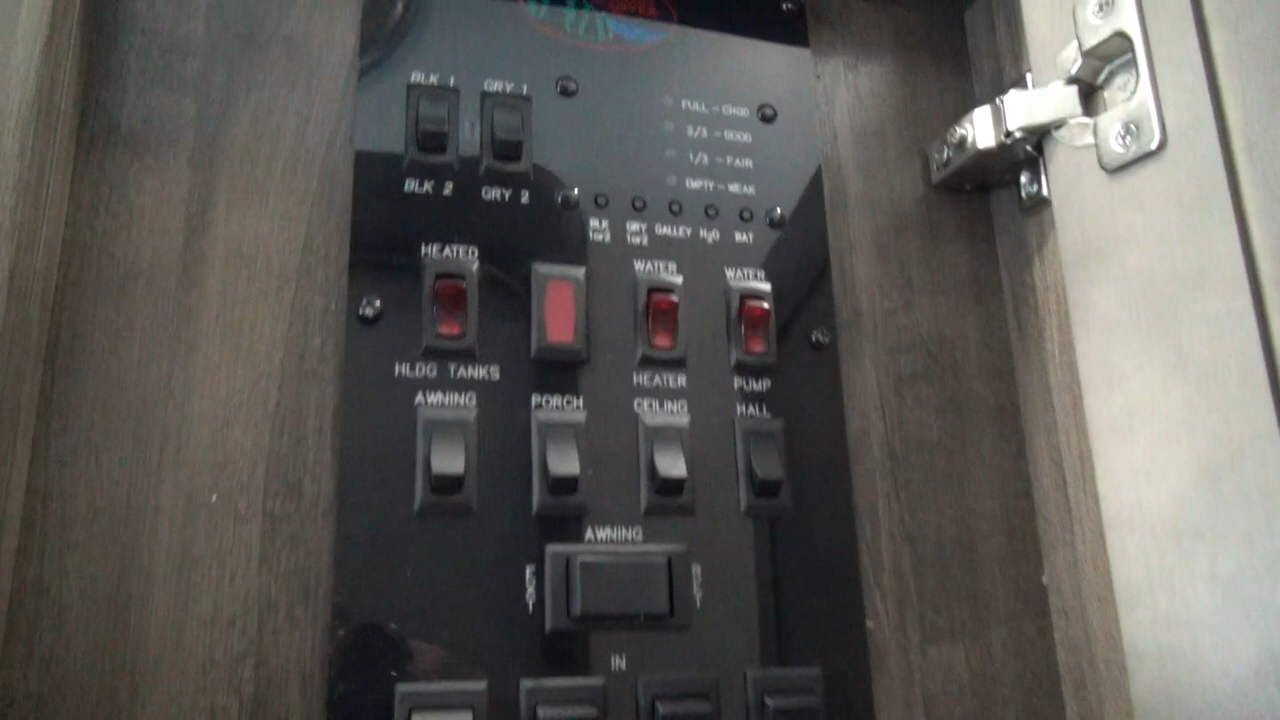 BLK 1 GRY 1
BLK 2 GRY 2
FULL - CHGD
2/3 - GOOD
1/3 - FAIR
EMPTY - WEAK
BLK 1or2 GRY 1or2 GALLEY H2O BAT
HEATED WATER WATER
HLDG TANKS HEATER PUMP
AWNING PORCH CEILING HALL
AWNING
IN